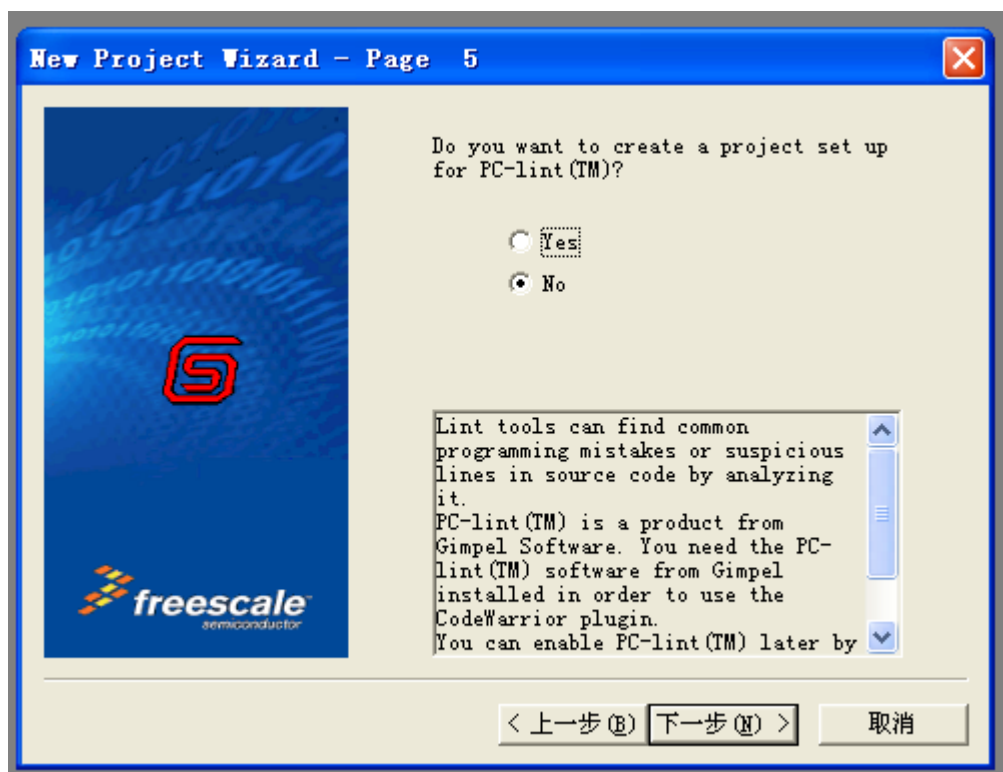 New Project Wizard - Page 5
Do you want to create a project set up
for PC-lint(TM)?
Yes
No
Lint tools can find common
programming mistakes or suspicious
lines in source code by analyzing
it.
PC-lint(TM) is a product from
Gimpel Software. You need the PC-
lint(TM) software from Gimpel
installed in order to use the
CodeWarrior plugin.
You can enable PC-lint(TM) later by
freescale
semiconductor
< 上一步(B)
下一步(N) >
取消